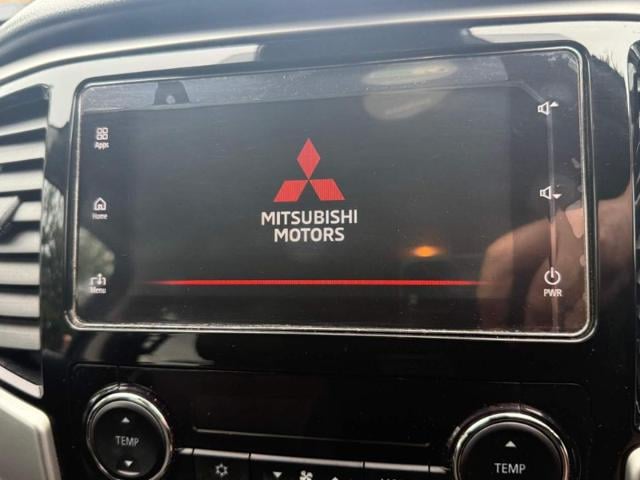 Apps
Home
Menu
MITSUBISHI
MOTORS
PWR
TEMP
TEMP